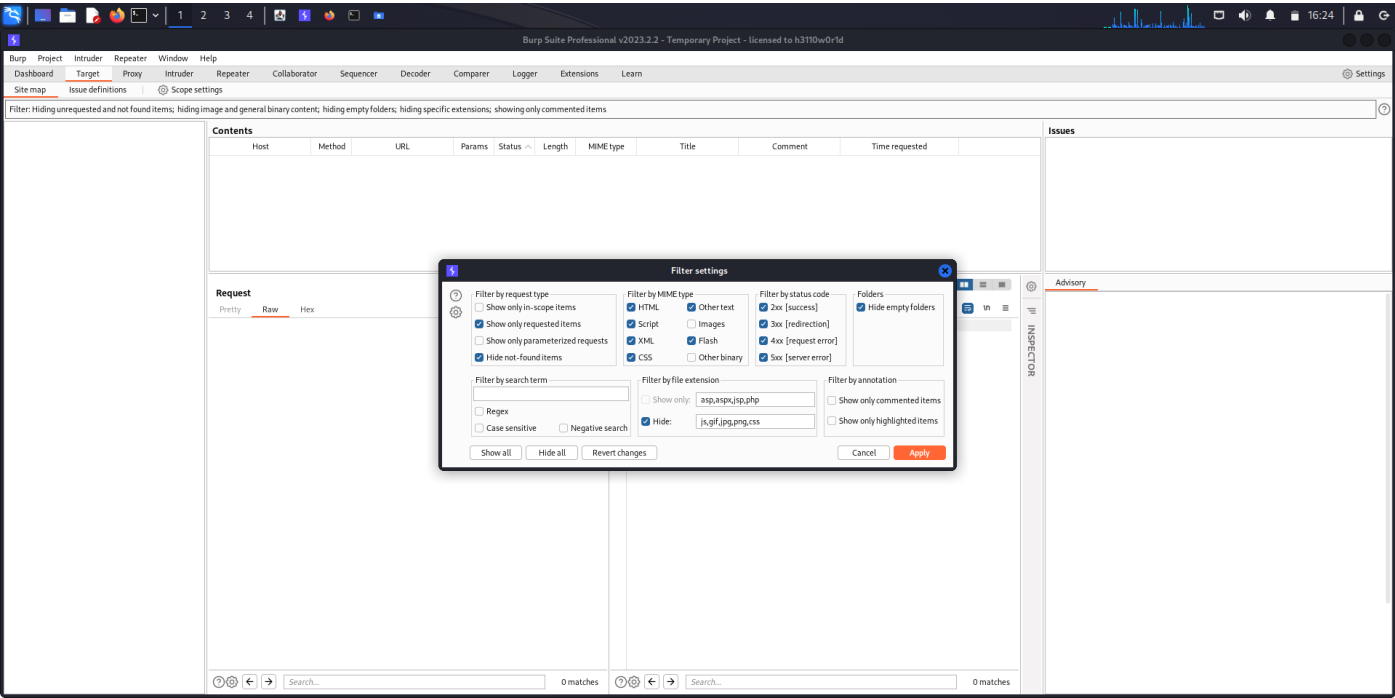 1 2 3 4 16:24
Burp Suite Professional v2023.2.2 - Temporary Project - licensed to h3110w0r1d
Burp Project Intruder Repeater Window Help
Dashboard Target Proxy Intruder Repeater Collaborator Sequencer Decoder Comparer Logger Extensions Learn Settings
Site map Issue definitions Scope settings
Filter: Hiding unrequested and not found items; hiding image and general binary content; hiding empty folders; hiding specific extensions; showing only commented items
Contents
Host Method URL Params Status Length MIME type Title Comment Time requested
Issues
Request
Pretty Raw Hex
\n
INSPECTOR
Advisory
Filter settings
Filter by request type
Show only in-scope items
Show only requested items
Show only parameterized requests
Hide not-found items
Filter by MIME type
HTML Other text
Script Images
XML Flash
CSS Other binary
Filter by status code
2xx [success]
3xx [redirection]
4xx [request error]
5xx [server error]
Folders
Hide empty folders
Filter by search term
Regex
Case sensitive Negative search
Filter by file extension
Show only: asp,aspx,jsp,php
Hide: js,gif,jpg,png,css
Filter by annotation
Show only commented items
Show only highlighted items
Show all Hide all Revert changes Cancel Apply
Search... 0 matches
Search... 0 matches